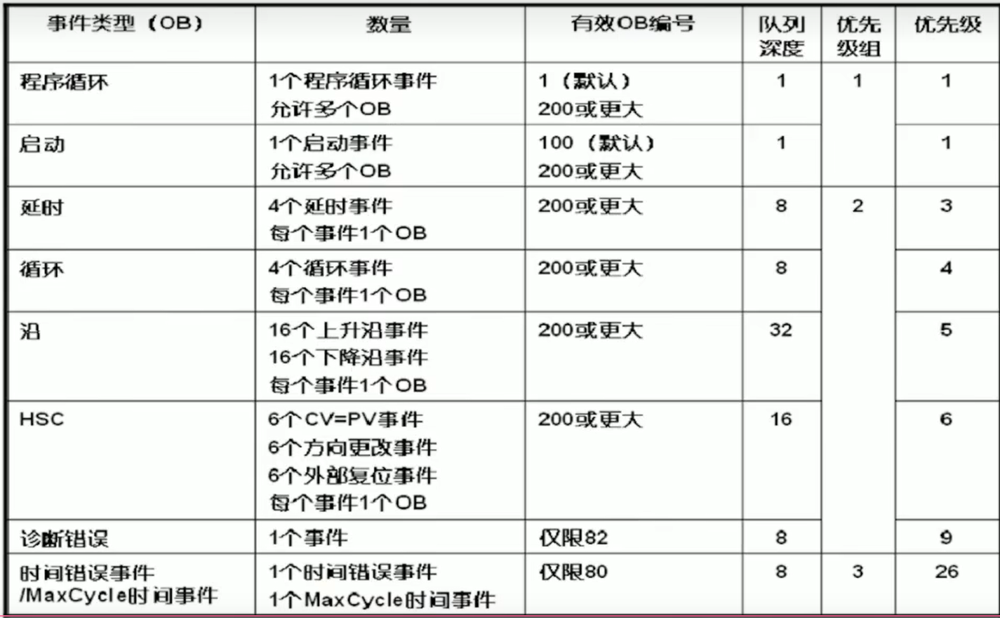 事件类型（OB） 数量 有效OB编号 队列深度 优先级组 优先级
程序循环 1个程序循环事件 1（默认） 1 1 1
允许多个OB 200或更大
启动 1个启动事件 100（默认） 1 1
允许多个OB 200或更大
延时 4个延时事件 200或更大 8 2 3
每个事件1个OB
循环 4个循环事件 200或更大 8 4
每个事件1个OB
沿 16个上升沿事件 200或更大 32 5
16个下降沿事件
每个事件1个OB
HSC 6个CV=PV事件 200或更大 16 6
6个方向更改事件
6个外部复位事件
每个事件1个OB
诊断错误 1个事件 仅限82 8 9
时间错误事件 1个时间错误事件 仅限80 8 3 26
/MaxCycle时间事件 1个MaxCycle时间事件